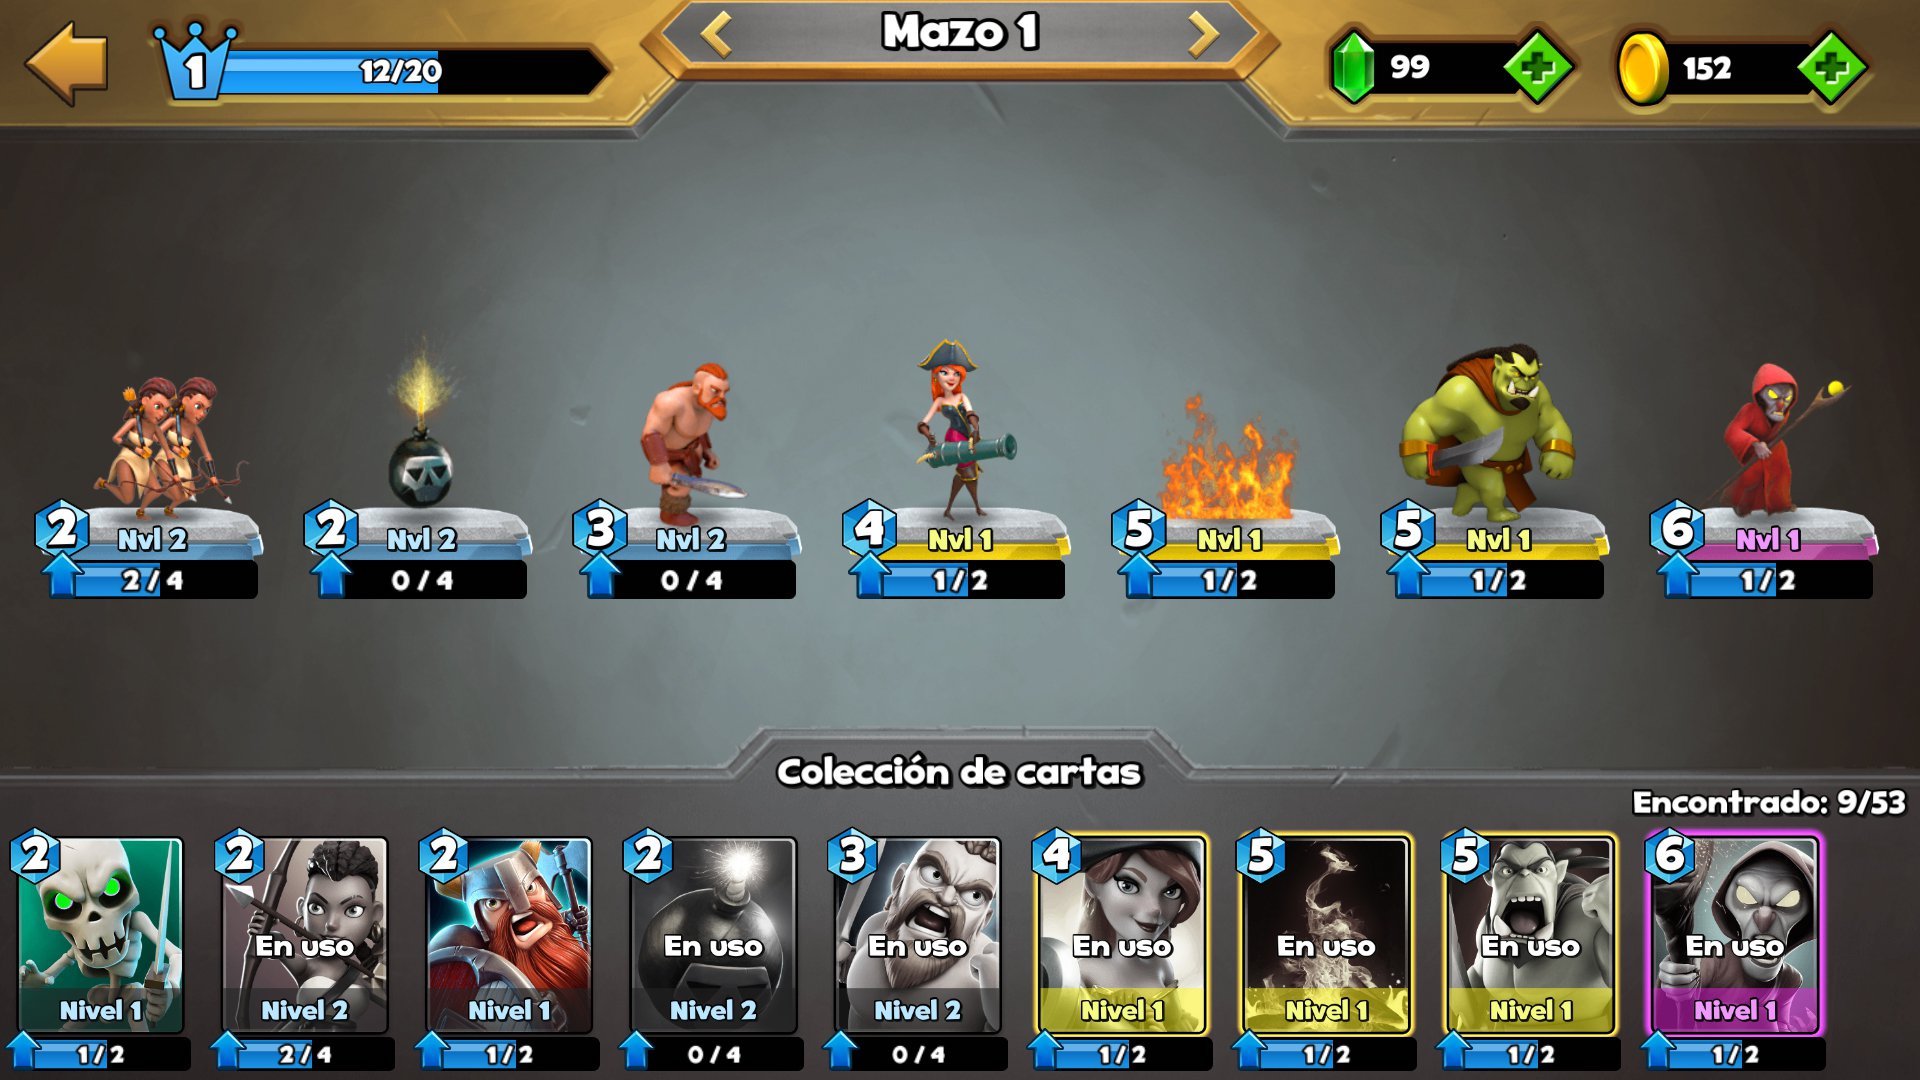 1
12/20
Mazo 1
99
152
2 Nvl 2
2 / 4
2 Nvl 2
0 / 4
3 Nvl 2
0 / 4
4 Nvl 1
1 / 2
5 Nvl 1
1 / 2
5 Nvl 1
1 / 2
6 Nvl 1
1 / 2
Colección de cartas
Encontrado: 9/53
2
Nivel 1
1 / 2
2
En uso
Nivel 2
2 / 4
2
Nivel 1
1 / 2
2
En uso
Nivel 2
0 / 4
3
En uso
Nivel 2
0 / 4
4
En uso
Nivel 1
1 / 2
5
En uso
Nivel 1
1 / 2
5
En uso
Nivel 1
1 / 2
6
En uso
Nivel 1
1 / 2